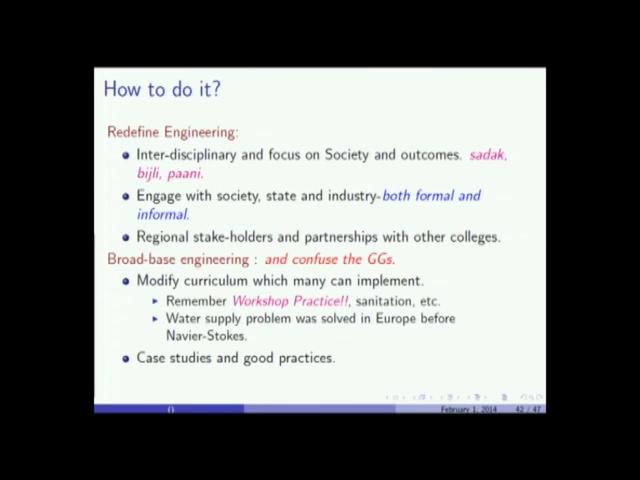 How to do it?
Redefine Engineering:
Inter-disciplinary and focus on Society and outcomes. sadak,
bijli, paani.
Engage with society, state and industry-both formal and
informal.
Regional stake-holders and partnerships with other colleges.
Broad-base engineering : and confuse the GGs.
Modify curriculum which many can implement.
Remember Workshop Practice!!, sanitation, etc.
Water supply problem was solved in Europe before
Navier-Stokes.
Case studies and good practices.
()
February 1, 2014
42 / 47